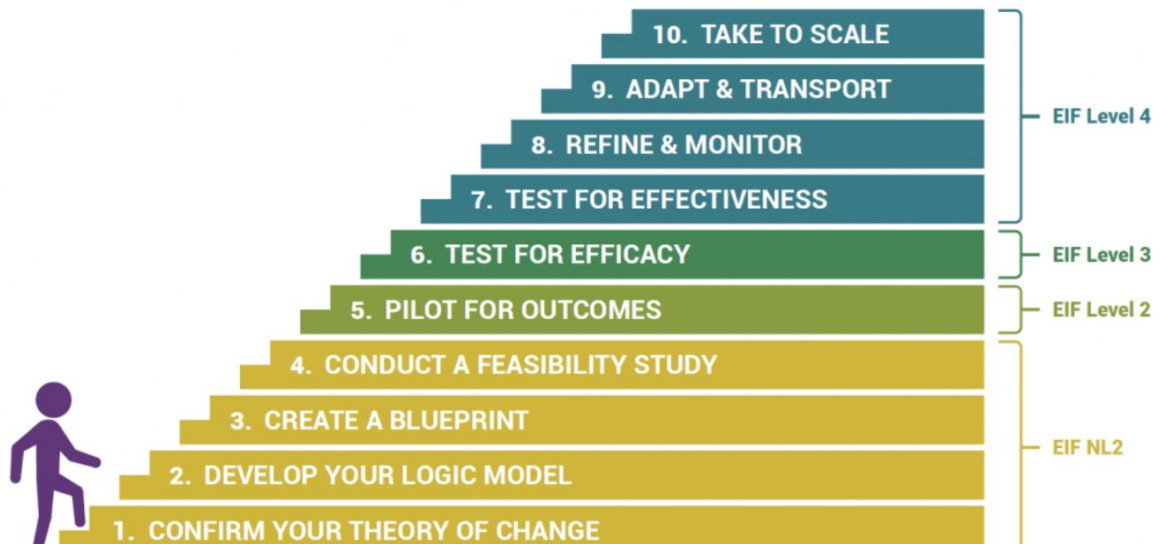 10. TAKE TO SCALE
9. ADAPT & TRANSPORT
EIF Level 4
8. REFINE & MONITOR
7. TEST FOR EFFECTIVENESS
6. TEST FOR EFFICACY
EIF Level 3
5. PILOT FOR OUTCOMES
EIF Level 2
4. CONDUCT A FEASIBILITY STUDY
3. CREATE A BLUEPRINT
EIF NL2
2. DEVELOP YOUR LOGIC MODEL
1. CONFIRM YOUR THEORY OF CHANGE